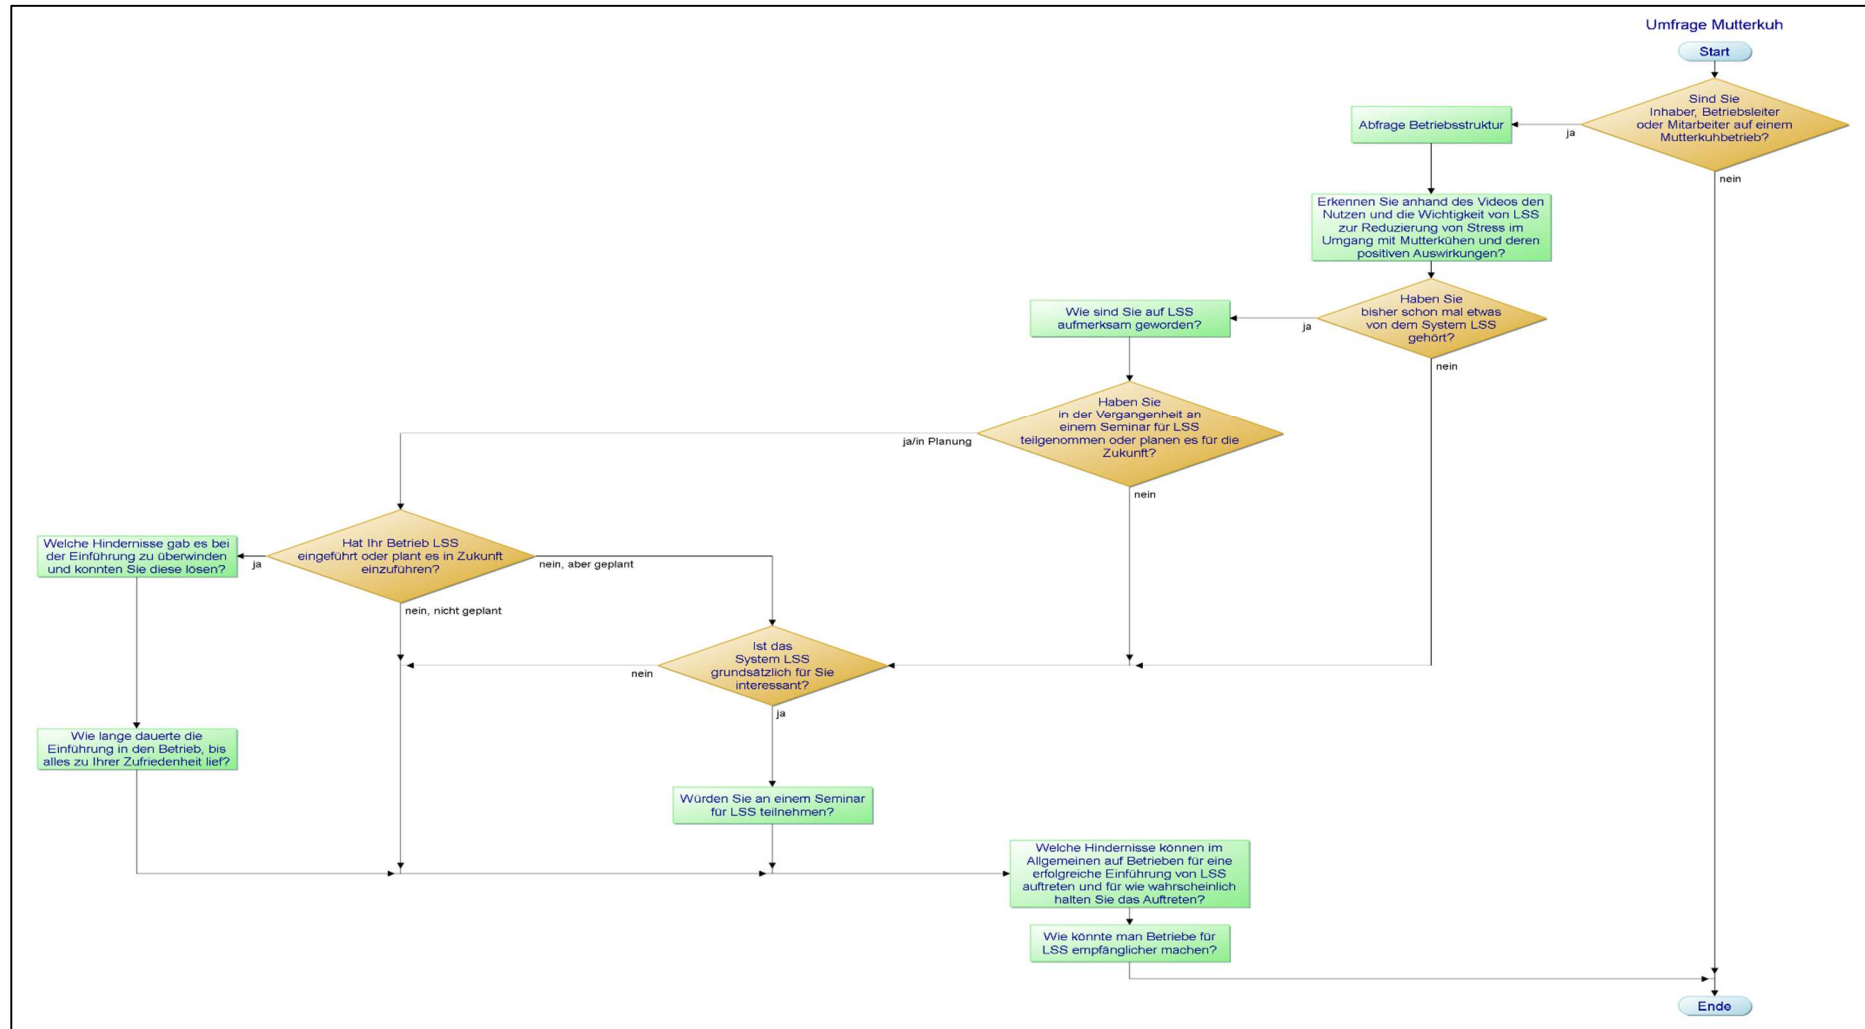 Umfrage Mutterkuh
Start
Sind Sie
Inhaber, Betriebsleiter
oder Mitarbeiter auf einem
Mutterkuhbetrieb?
ja
nein
Abfrage Betriebsstruktur
Erkennen Sie anhand des Videos den
Nutzen und die Wichtigkeit von LSS
zur Reduzierung von Stress im
Umgang mit Mutterkühen und deren
positiven Auswirkungen?
Haben Sie
bisher schon mal etwas
von dem System LSS
gehört?
ja
nein
Wie sind Sie auf LSS
aufmerksam geworden?
Haben Sie
in der Vergangenheit an
einem Seminar für LSS
teilgenommen oder planen es für die
Zukunft?
ja/in Planung
nein
Hat Ihr Betrieb LSS
eingeführt oder plant es in Zukunft
einzuführen?
ja
nein, aber geplant
nein, nicht geplant
Welche Hindernisse gab es bei
der Einführung zu überwinden
und konnten Sie diese lösen?
Ist das
System LSS
grundsätzlich für Sie
interessant?
nein
ja
Wie lange dauerte die
Einführung in den Betrieb, bis
alles zu Ihrer Zufriedenheit lief?
Würden Sie an einem Seminar
für LSS teilnehmen?
Welche Hindernisse können im
Allgemeinen auf Betrieben für eine
erfolgreiche Einführung von LSS
auftreten und für wie wahrscheinlich
halten Sie das Auftreten?
Wie könnte man Betriebe für
LSS empfänglicher machen?
Ende